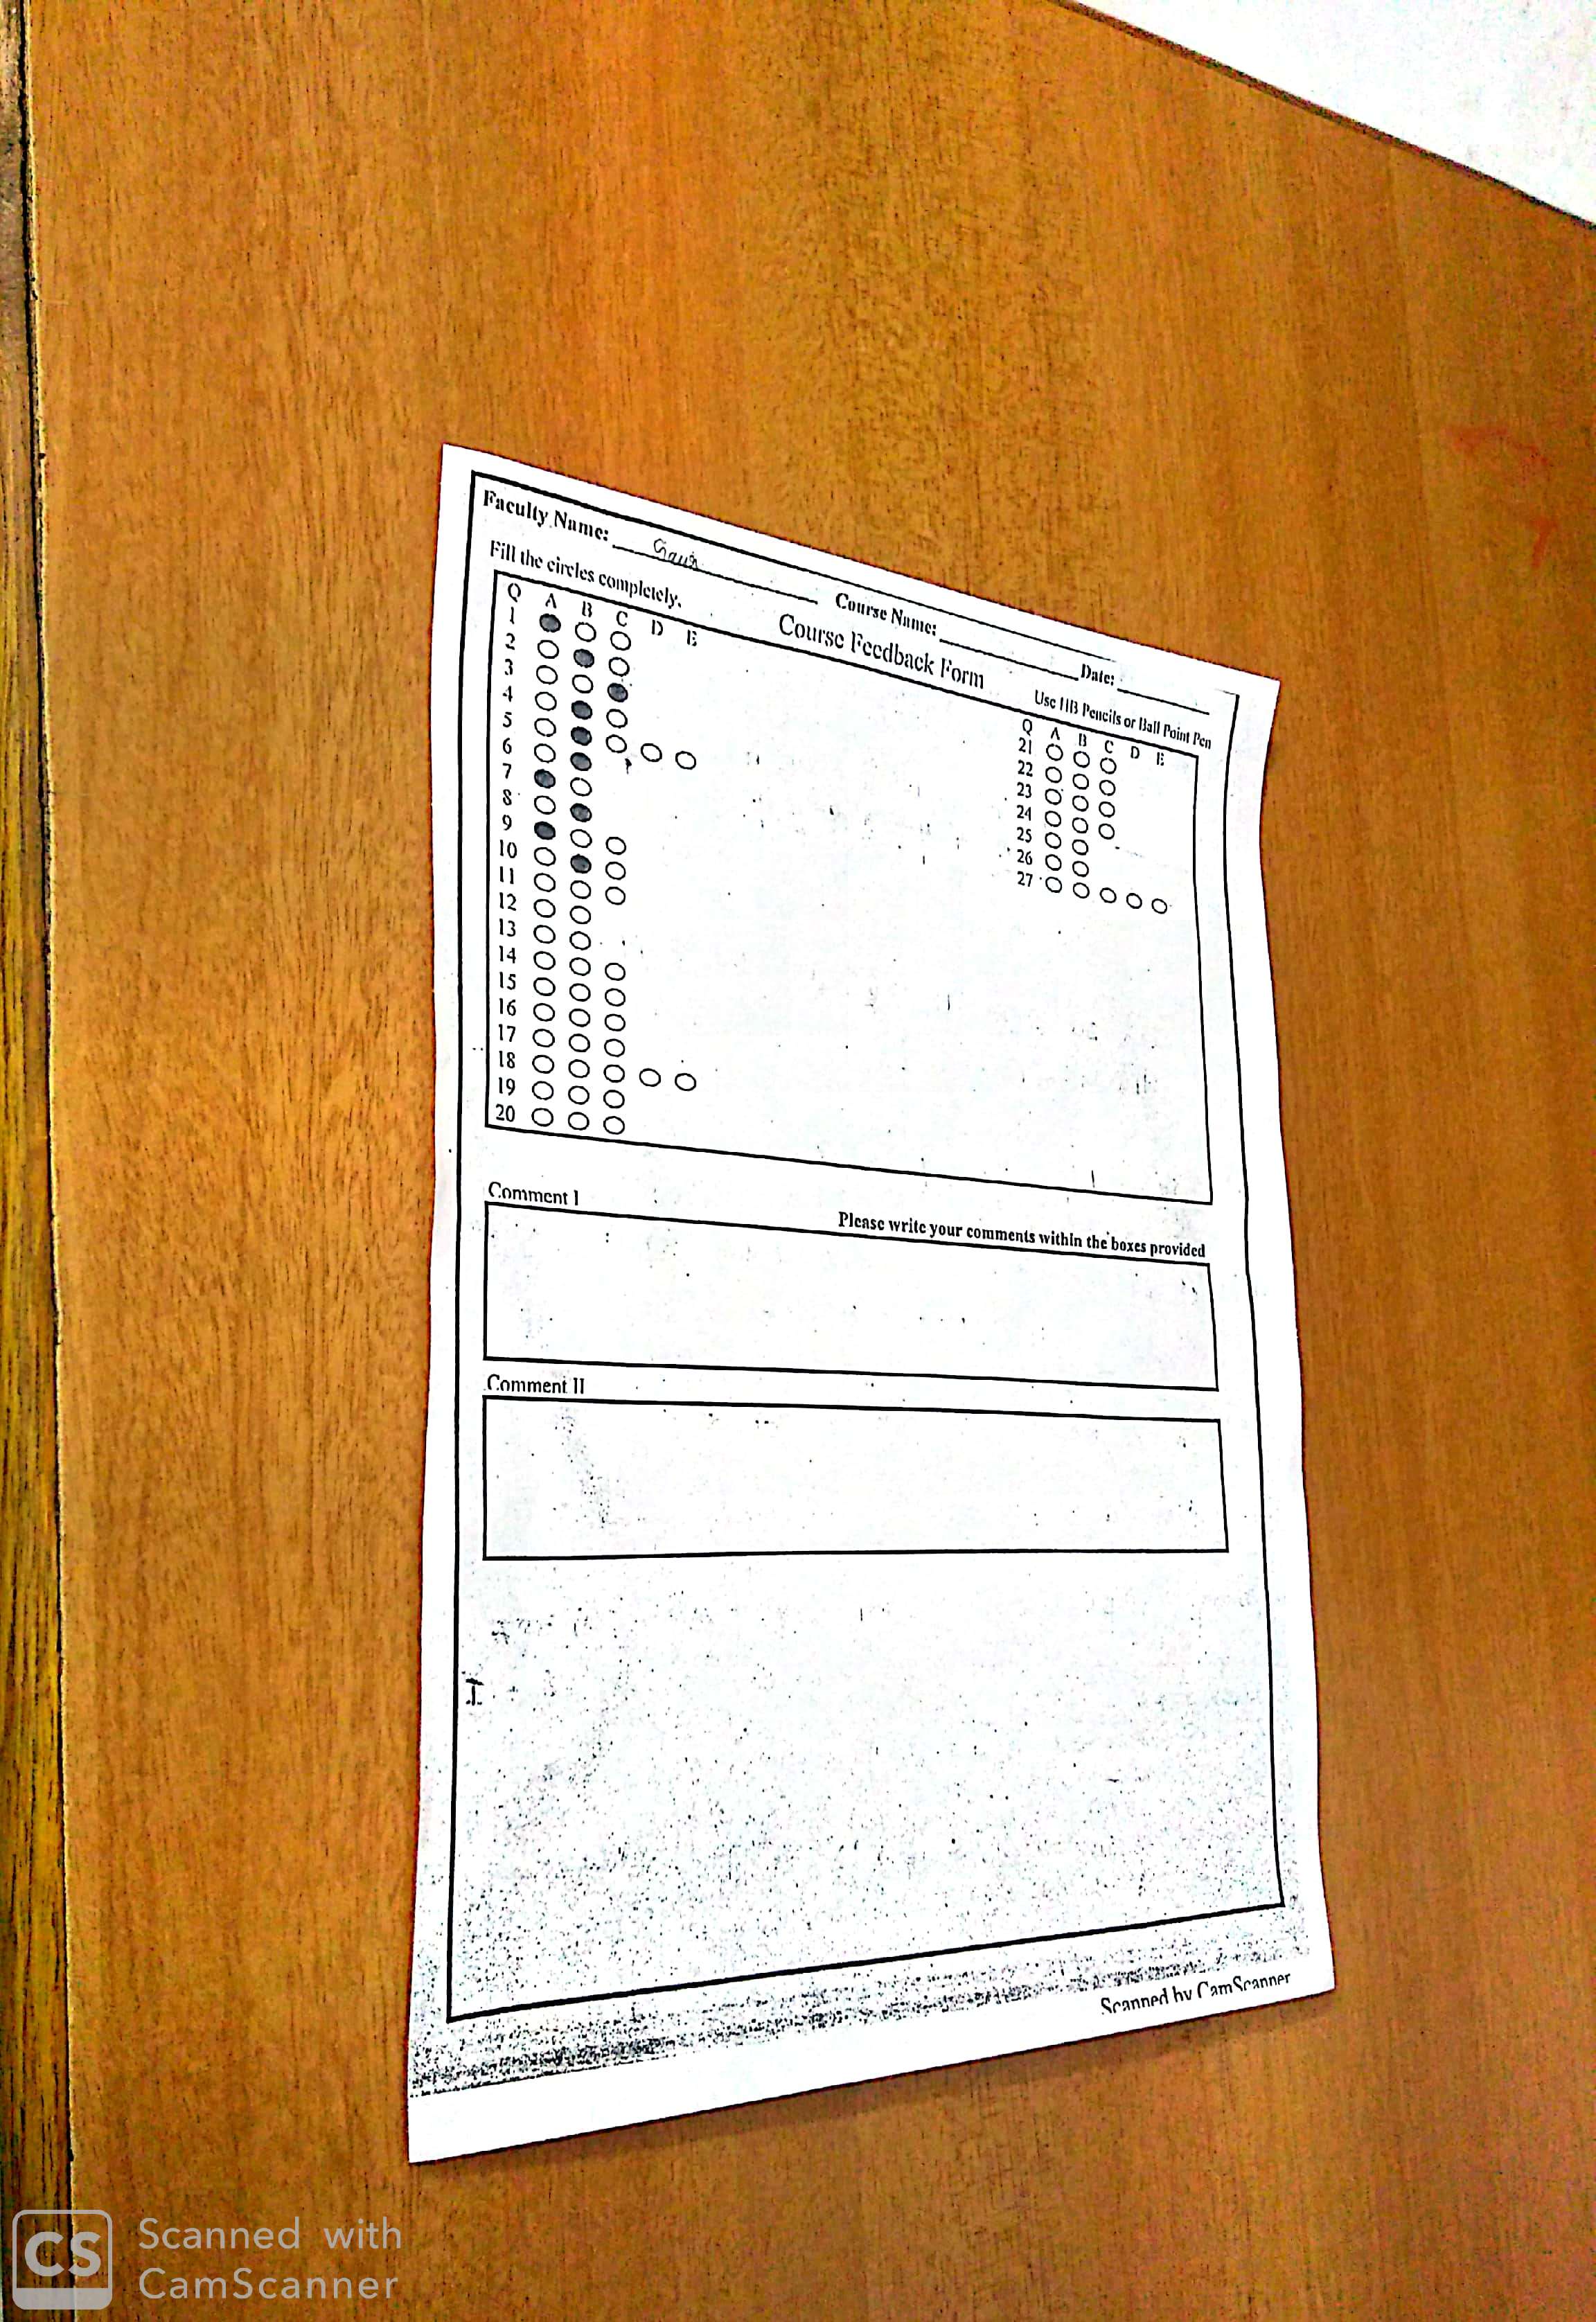 Faculty Name: Course Name: Date:
Course Feedback Form
Fill the circles completely. Use HB Pencils or Ball Point Pen
Q A B C D E
1
2
3
4
5
6
7
8
9
10
11
12
13
14
15
16
17
18
19
20
Q A B C D E
21
22
23
24
25
26
27
Comment I
Please write your comments within the boxes provided
Comment II
Scanned by CamScanner
CS
Scanned with
CamScanner